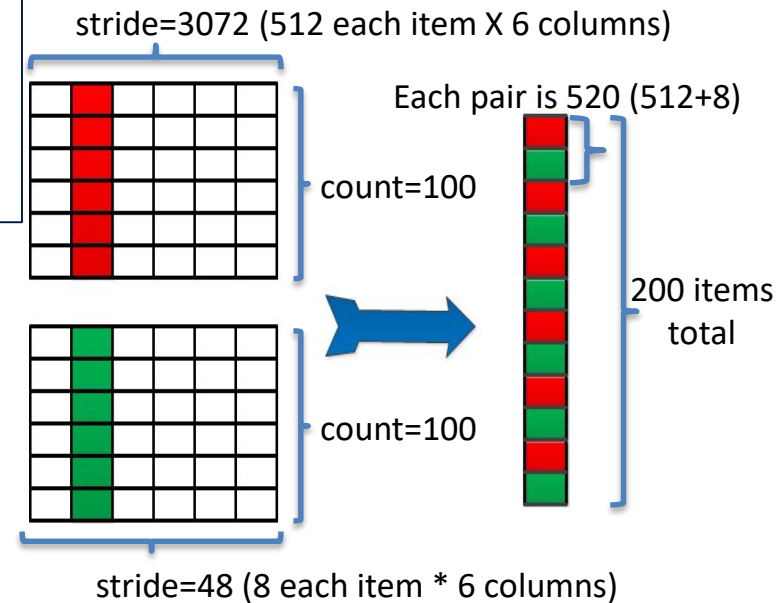 stride=3072 (512 each item X 6 columns)
Each pair is 520 (512+8)
count=100
200 items
total
count=100
stride=48 (8 each item * 6 columns)